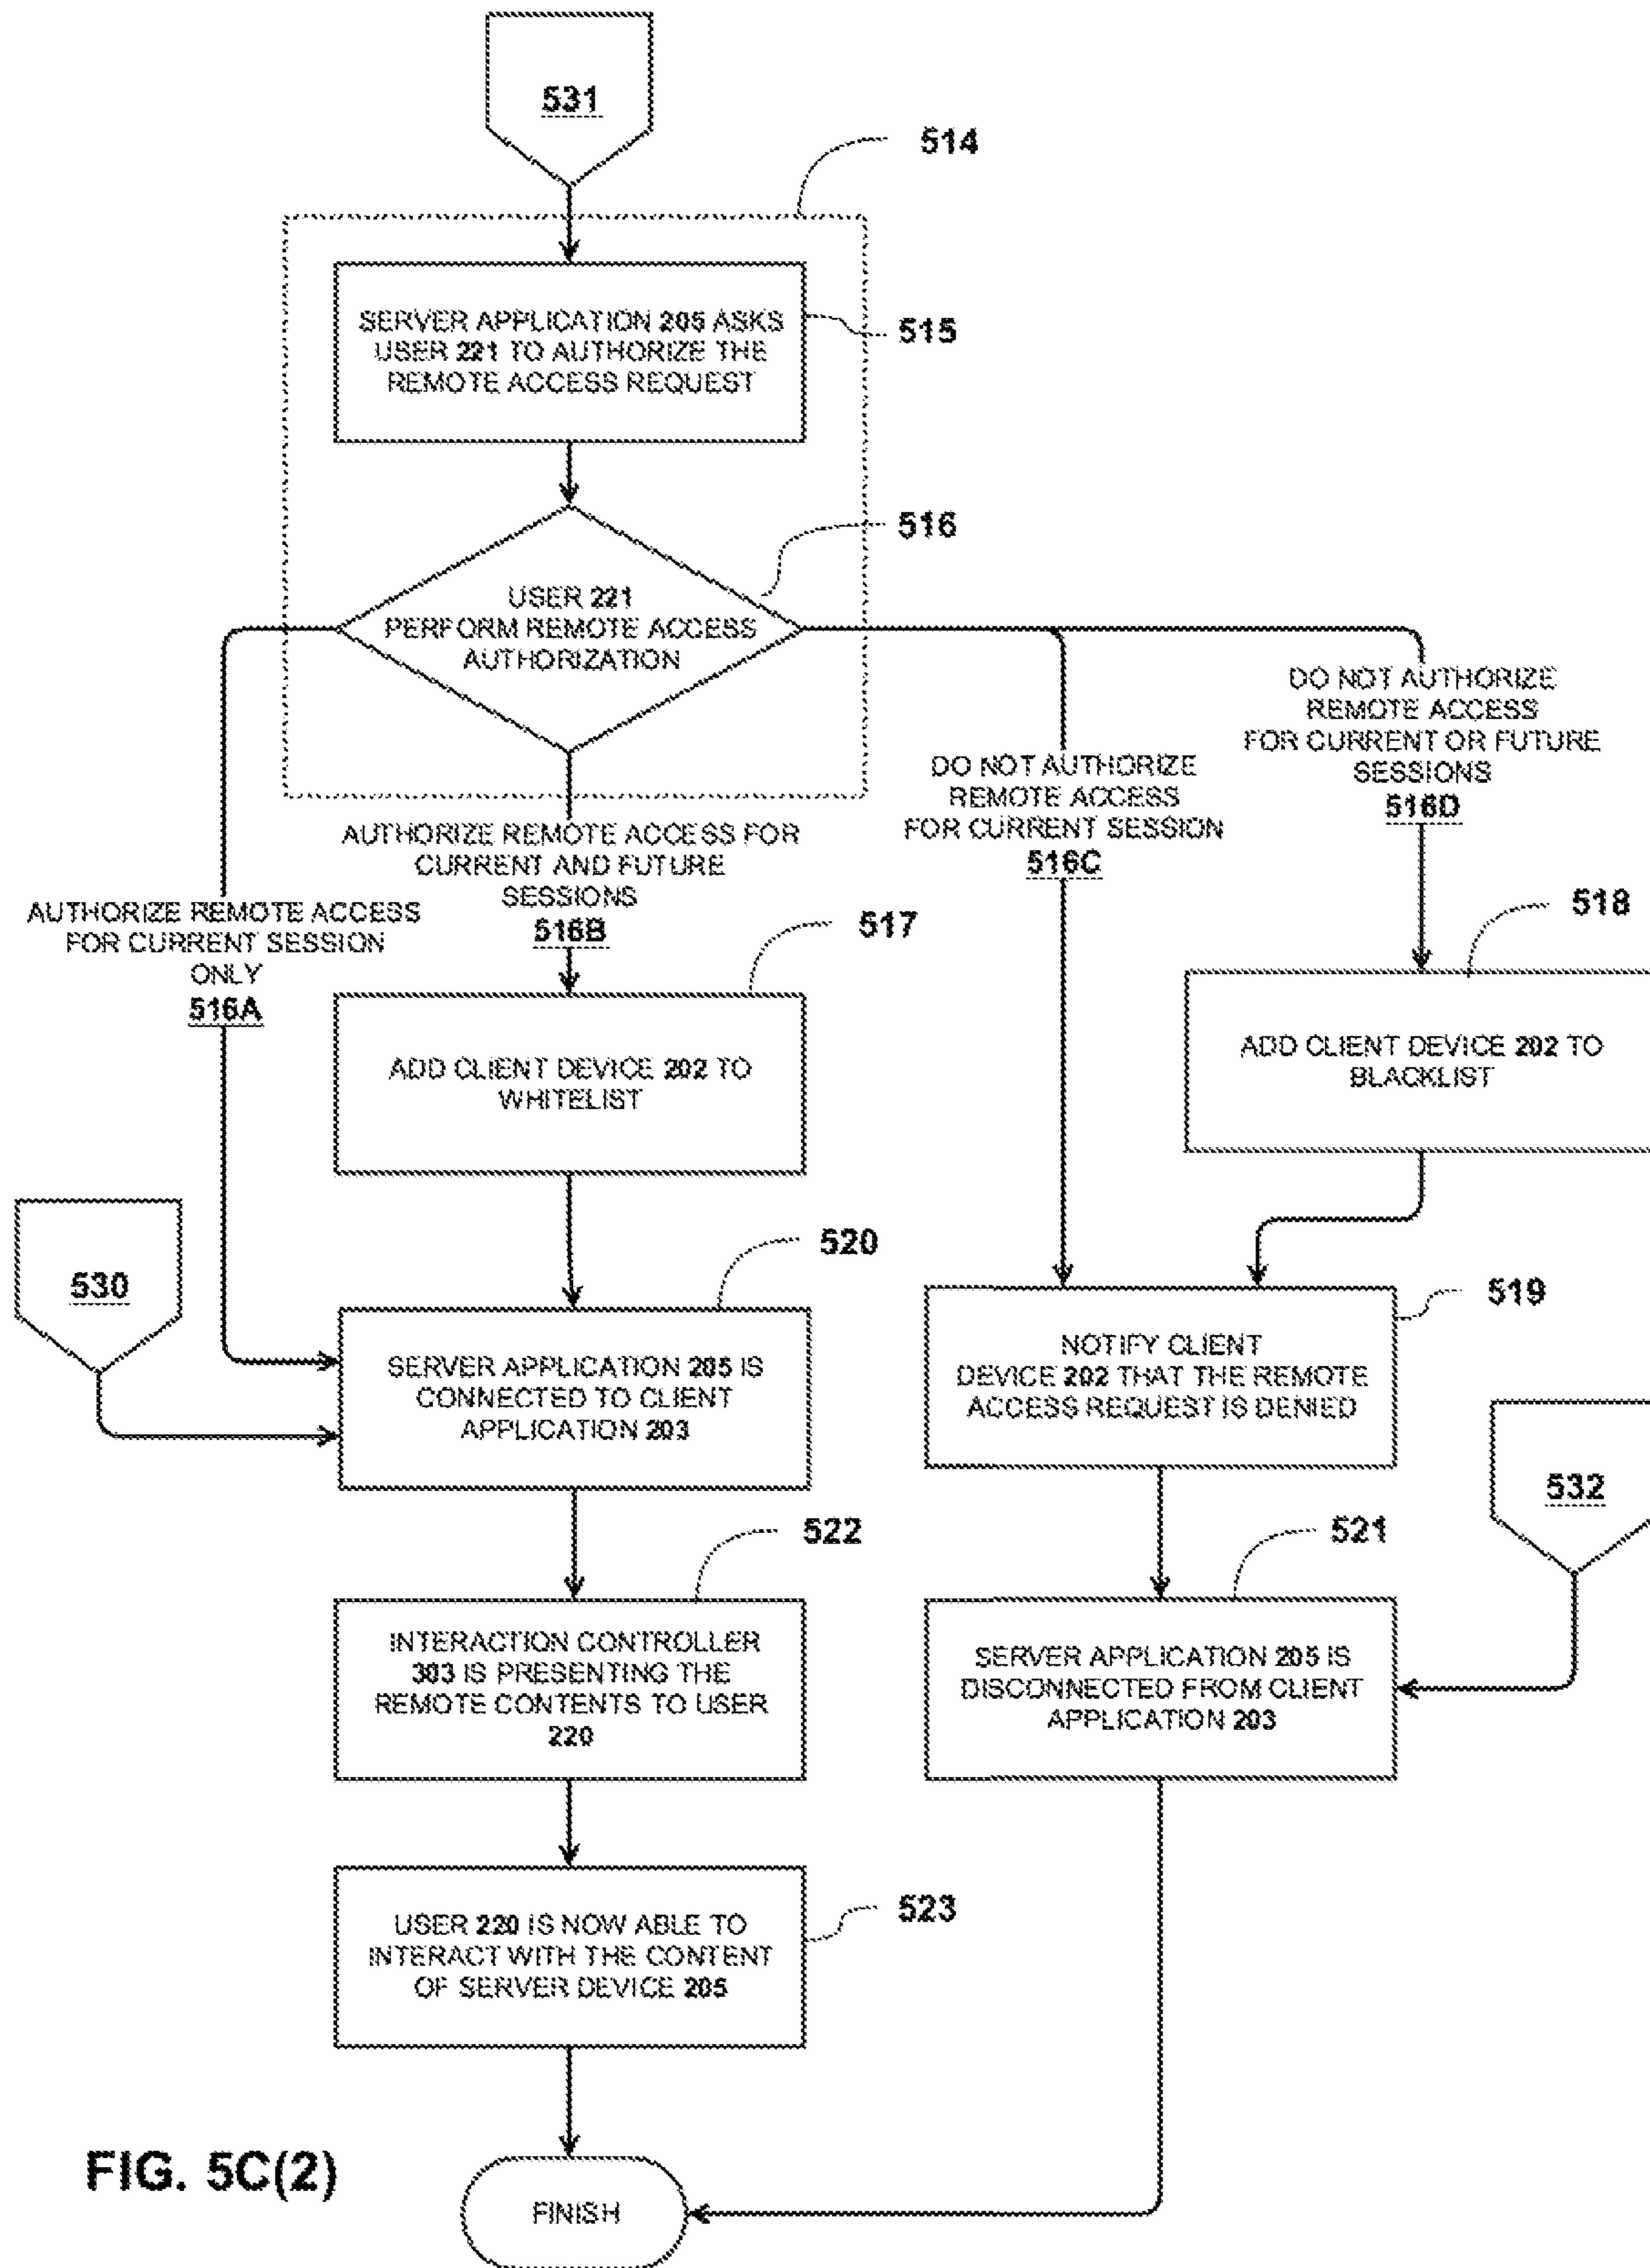 531
514
SERVER APPLICATION 205 ASKS
USER 221 TO AUTHORIZE THE
REMOTE ACCESS REQUEST
515
516
USER 221
PERFORM REMOTE ACCESS
AUTHORIZATION
DO NOT AUTHORIZE
REMOTE ACCESS
FOR CURRENT OR FUTURE
SESSIONS
516D
DO NOT AUTHORIZE
REMOTE ACCESS
FOR CURRENT SESSION
516C
AUTHORIZE REMOTE ACCESS FOR
CURRENT AND FUTURE
SESSIONS
516B
AUTHORIZE REMOTE ACCESS
FOR CURRENT SESSION
ONLY
516A
517
518
ADD CLIENT DEVICE 202 TO
WHITELIST
ADD CLIENT DEVICE 202 TO
BLACKLIST
530
520
519
SERVER APPLICATION 205 IS
CONNECTED TO CLIENT
APPLICATION 203
NOTIFY CLIENT
DEVICE 202 THAT THE REMOTE
ACCESS REQUEST IS DENIED
532
522
521
INTERACTION CONTROLLER
303 IS PRESENTING THE
REMOTE CONTENTS TO USER
220
SERVER APPLICATION 205 IS
DISCONNECTED FROM CLIENT
APPLICATION 203
523
USER 220 IS NOW ABLE TO
INTERACT WITH THE CONTENT
OF SERVER DEVICE 205
FIG. 5C(2)
FINISH